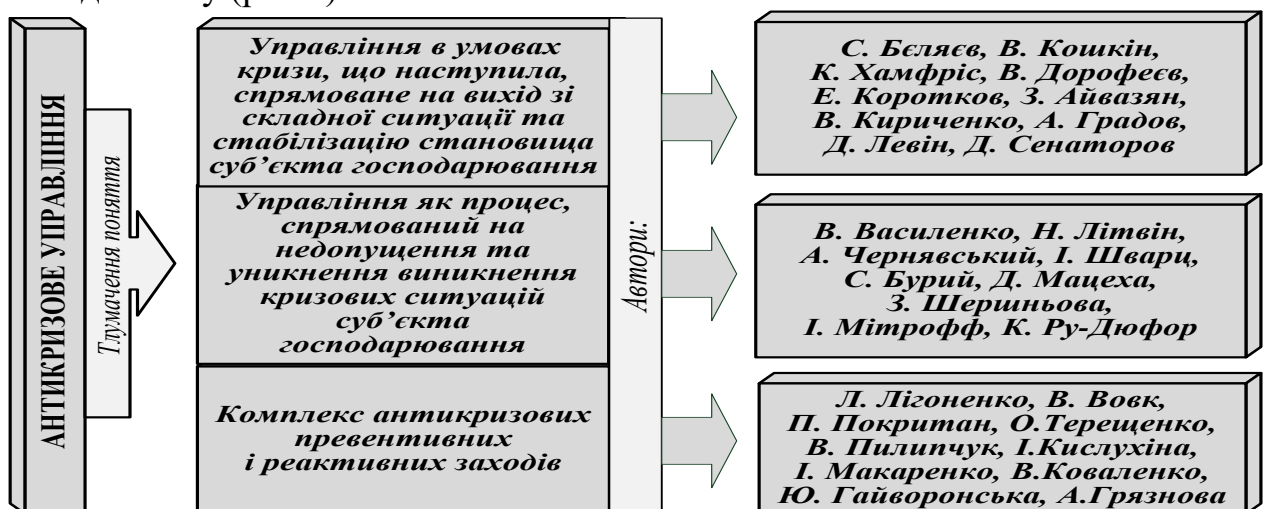 АНТИКРИЗОВЕ УПРАВЛІННЯ
Тлумачення поняття
Управління в умовах
кризи, що наступила,
спрямоване на вихід зі
складної ситуації та
стабілізацію становища
суб’єкта господарювання
Управління як процес,
спрямований на
недопущення та
уникнення виникнення
кризових ситуацій
суб’єкта
господарювання
Комплекс антикризових
превентивних
і реактивних заходів
Автори:
С. Бєляєв, В. Кошкін,
К. Хамфріс, В. Дорофеєв,
Е. Коротков, З. Айвазян,
В. Кириченко, А. Градов,
Д. Левін, Д. Сенаторов
В. Василенко, Н. Літвін,
А. Чернявський, І. Шварц,
С. Бурий, Д. Мацеха,
З. Шершньова,
І. Мітрофф, К. Ру-Дюфор
Л. Лігоненко, В. Вовк,
П. Покритан, О.Терещенко,
В. Пилипчук, І.Кислухіна,
І. Макаренко, В.Коваленко,
Ю. Гайворонська, А.Грязнова